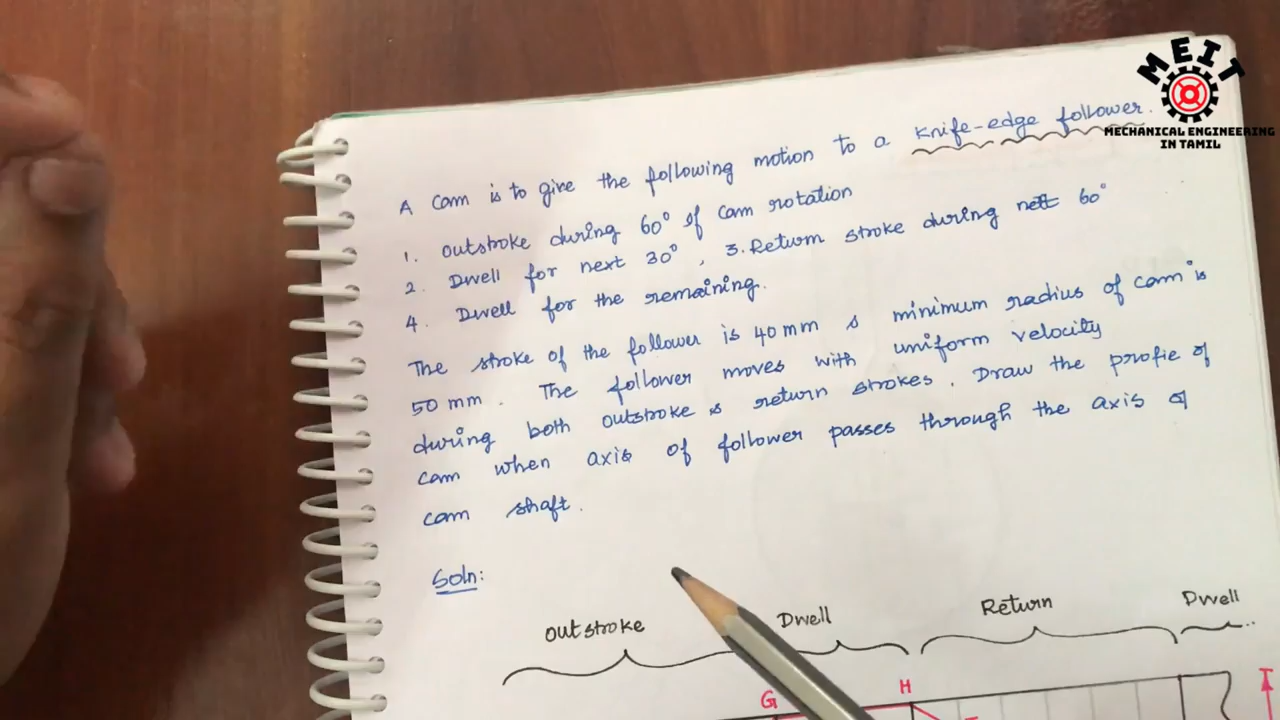 MEIT
MECHANICAL ENGINEERING
IN TAMIL
A cam is to give the following motion to a knife-edge follower.
1. outstroke during 60° of cam rotation
2. Dwell for next 30°, 3. Return stroke during 60°
4. Dwell for the remaining.
The stroke of the follower is 40 mm & minimum radius of cam is
50 mm. The follower moves with uniform velocity
during both outstroke & return strokes. Draw the profie of
cam when axis of follower passes through the axis of
cam shaft.
Soln:
outstroke Dwell Return Dwell
G H I